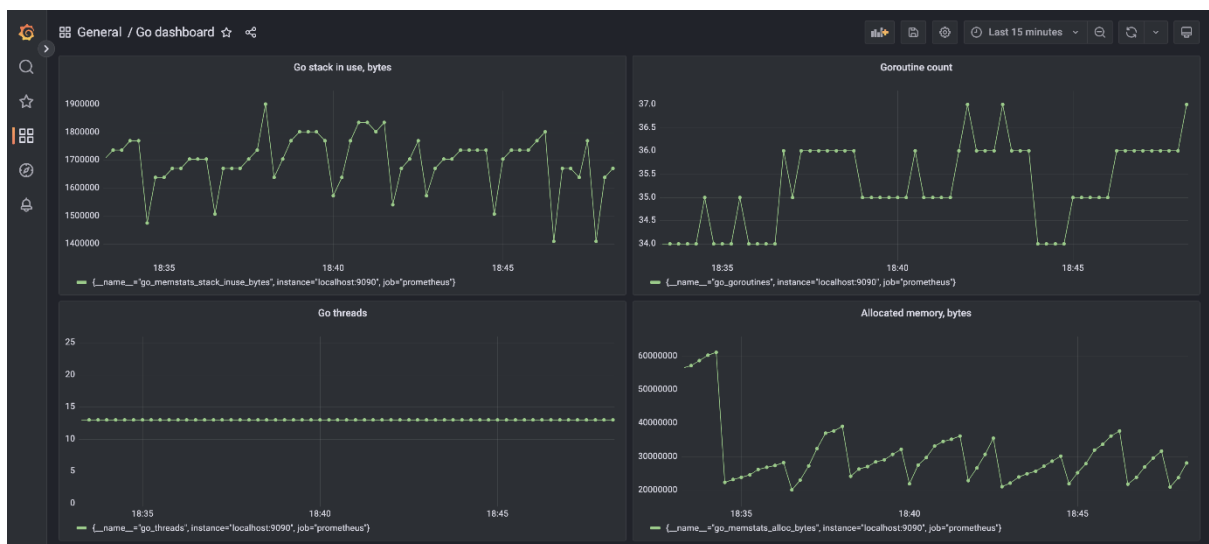 General / Go dashboard
Last 15 minutes
Go stack in use, bytes
1900000
1800000
1700000
1600000
1500000
1400000
18:35 18:40 18:45
{__name__="go_memstats_stack_inuse_bytes", instance="localhost:9090", job="prometheus"}
Goroutine count
37.0
36.5
36.0
35.5
35.0
34.5
34.0
18:35 18:40 18:45
{__name__="go_goroutines", instance="localhost:9090", job="prometheus"}
Go threads
25
20
15
10
5
0
18:35 18:40 18:45
{__name__="go_threads", instance="localhost:9090", job="prometheus"}
Allocated memory, bytes
60000000
50000000
40000000
30000000
20000000
18:35 18:40 18:45
{__name__="go_memstats_alloc_bytes", instance="localhost:9090", job="prometheus"}